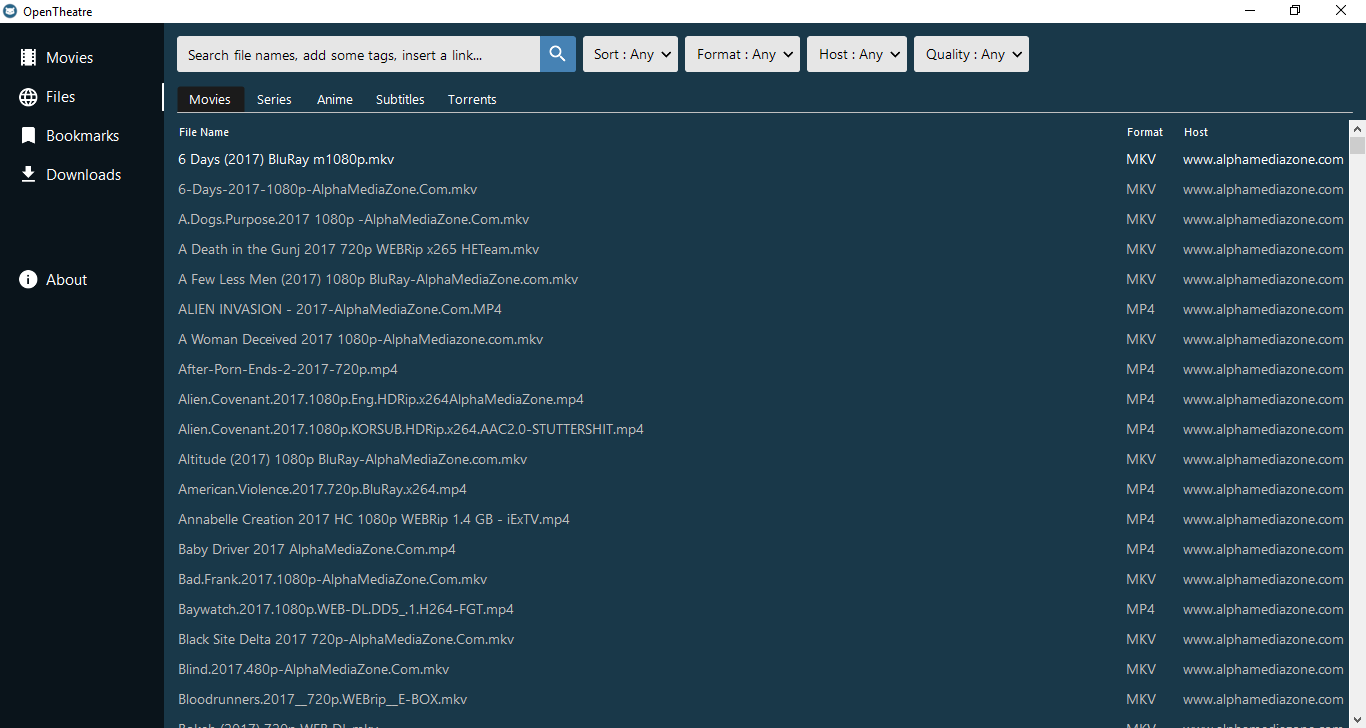 OpenTheatre
Movies
Files
Bookmarks
Downloads
About
Search file names, add some tags, insert a link... Sort : Any Format : Any Host : Any Quality : Any
Movies Series Anime Subtitles Torrents
File Name Format Host
6 Days (2017) BluRay m1080p.mkv MKV www.alphamediazone.com
6-Days-2017-1080p-AlphaMediaZone.Com.mkv MKV www.alphamediazone.com
A.Dogs.Purpose.2017 1080p -AlphaMediaZone.Com.mkv MKV www.alphamediazone.com
A Death in the Gunj 2017 720p WEBRip x265 HETeam.mkv MKV www.alphamediazone.com
A Few Less Men (2017) 1080p BluRay-AlphaMediaZone.com.mkv MKV www.alphamediazone.com
ALIEN INVASION - 2017-AlphaMediaZone.Com.MP4 MP4 www.alphamediazone.com
A Woman Deceived 2017 1080p-AlphaMediazone.com.mkv MKV www.alphamediazone.com
After-Porn-Ends-2-2017-720p.mp4 MP4 www.alphamediazone.com
Alien.Covenant.2017.1080p.Eng.HDRip.x264AlphaMediaZone.mp4 MP4 www.alphamediazone.com
Alien.Covenant.2017.1080p.KORSUB.HDRip.x264.AAC2.0-STUTTERSHIT.mp4 MP4 www.alphamediazone.com
Altitude (2017) 1080p BluRay-AlphaMediaZone.com.mkv MKV www.alphamediazone.com
American.Violence.2017.720p.BluRay.x264.mp4 MP4 www.alphamediazone.com
Annabelle Creation 2017 HC 1080p WEBRip 1.4 GB - iExTV.mp4 MP4 www.alphamediazone.com
Baby Driver 2017 AlphaMediaZone.Com.mp4 MP4 www.alphamediazone.com
Bad.Frank.2017.1080p-AlphaMediaZone.Com.mkv MKV www.alphamediazone.com
Baywatch.2017.1080p.WEB-DL.DD5_.1.H264-FGT.mp4 MP4 www.alphamediazone.com
Black Site Delta 2017 720p-AlphaMediaZone.Com.mkv MKV www.alphamediazone.com
Blind.2017.480p-AlphaMediaZone.Com.mkv MKV www.alphamediazone.com
Bloodrunners.2017__720p.WEBrip__E-BOX.mkv MKV www.alphamediazone.com
(2017) 720p WEB-DL.mkv MKV www.alphamediazone.com